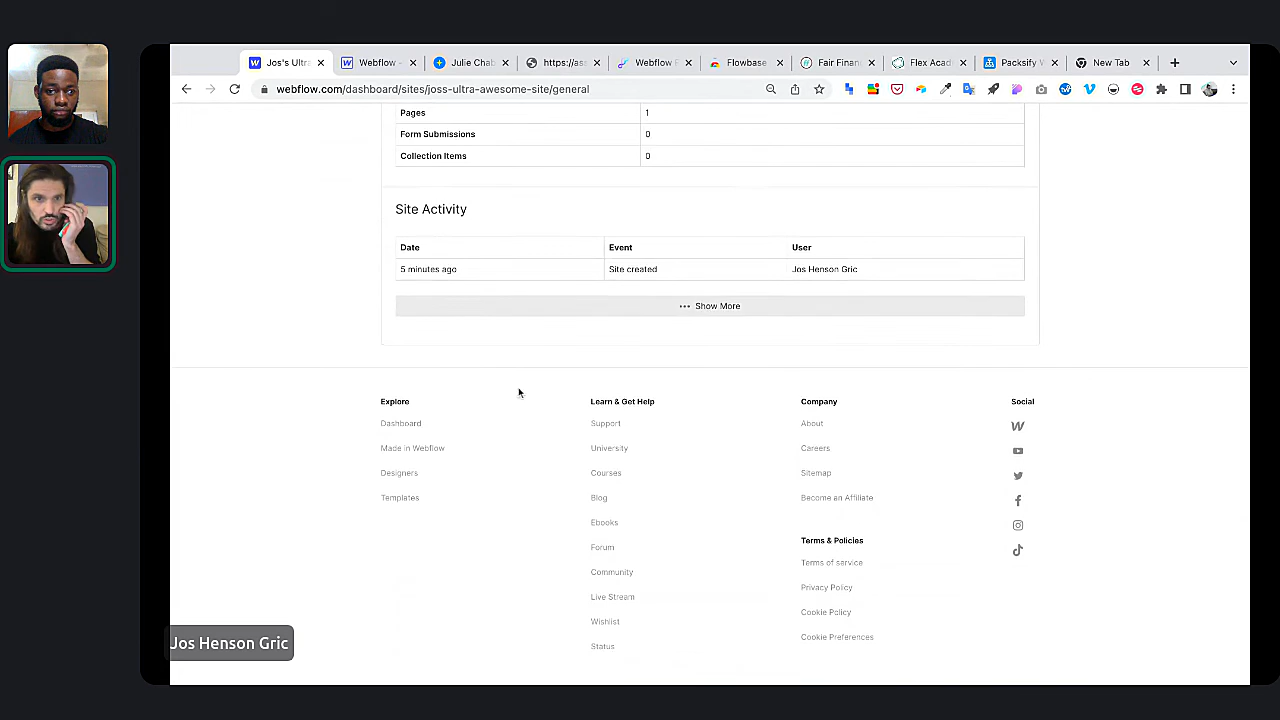 Jos's Ultra
Webflow -
Julie Chab
https://asa
Webflow F
Flowbase
Fair Finan
Flex Acad
Packsify W
New Tab
webflow.com/dashboard/sites/joss-ultra-awesome-site/general
Pages 1
Form Submissions 0
Collection Items 0
Site Activity
Date Event User
5 minutes ago Site created Jos Henson Gric
Show More
Explore
Dashboard
Made in Webflow
Designers
Templates
Learn & Get Help
Support
University
Courses
Blog
Ebooks
Forum
Community
Live Stream
Wishlist
Status
Company
About
Careers
Sitemap
Become an Affiliate
Terms & Policies
Terms of service
Privacy Policy
Cookie Policy
Cookie Preferences
Social
Jos Henson Gric